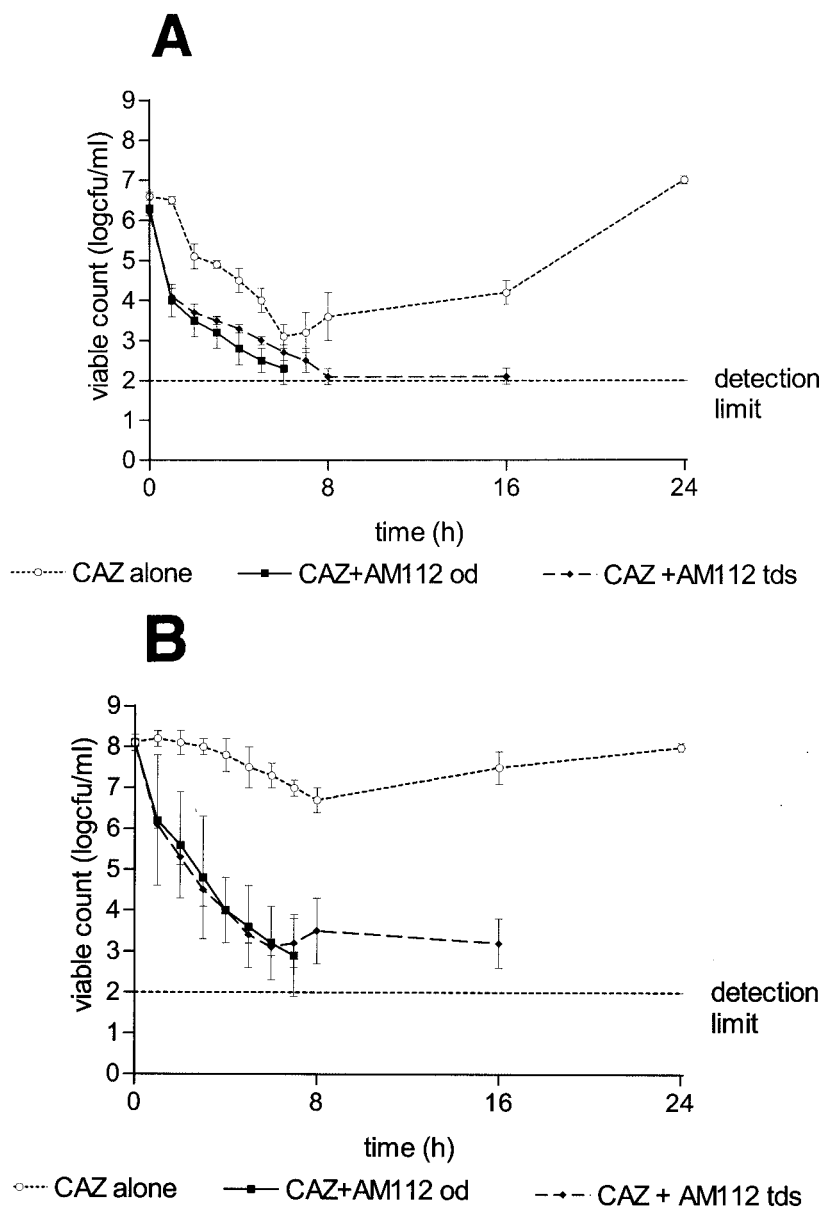 A
9
8
7
6
5
4
3
2
1
0
viable count (logcfu/ml)
detection
limit
0
8
16
24
time (h)
CAZ alone
CAZ+AM112 od
CAZ +AM112 tds
B
9
8
7
6
5
4
3
2
1
0
viable count (logcfu/ml)
detection
limit
0
8
16
24
time (h)
CAZ alone
CAZ+AM112 od
CAZ + AM112 tds